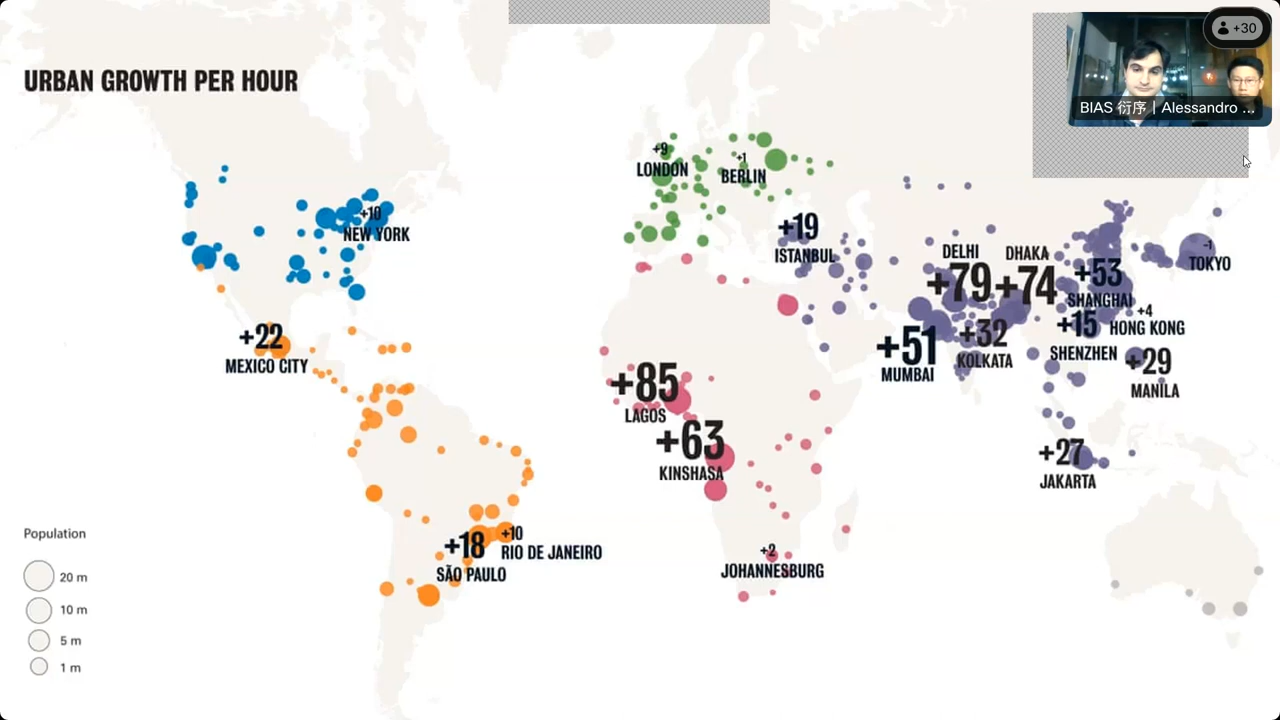 +30
BIAS 衍序 | Alessandro ...
URBAN GROWTH PER HOUR
+9
LONDON
+1
BERLIN
+10
NEW YORK
+19
ISTANBUL
DELHI
+79
DHAKA
+74
+53
SHANGHAI
-1
TOKYO
+22
MEXICO CITY
+51
MUMBAI
+32
KOLKATA
+15
SHENZHEN
+4
HONG KONG
+29
MANILA
+85
LAGOS
+63
KINSHASA
+27
JAKARTA
+18
SÃO PAULO
+10
RIO DE JANEIRO
+2
JOHANNESBURG
Population
20 m
10 m
5 m
1 m